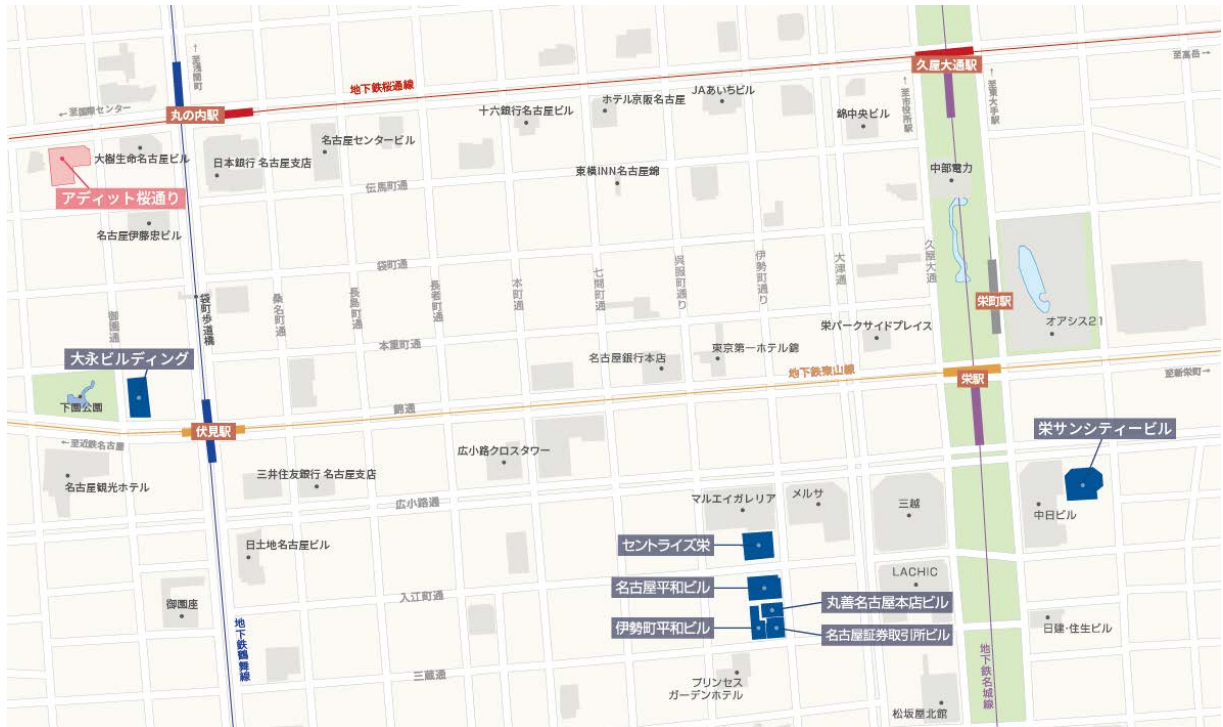 ←至国際センター
丸の内駅
↑至浅間町
地下鉄桜通線
十六銀行名古屋ビル
ホテル京阪名古屋
JAあいちビル
錦中央ビル
↑至市役所駅
久屋大通駅
↑至東大手駅
至高岳→
アディット桜通り
大樹生命名古屋ビル
日本銀行 名古屋支店
名古屋センタービル
伝馬町通
東横INN名古屋錦
中部電力
名古屋伊藤忠ビル
袋町通
御園通
袋町歩道橋
桑名町通
長島町通
長者町通
本町通
七間町通
呉服町通り
伊勢町通り
大津通
久屋大通
栄町駅
オアシス21
本重町通
大永ビルディング
名古屋銀行本店
東京第一ホテル錦
栄パークサイドプレイス
下園公園
錦通
地下鉄東山線
栄駅
至新栄町→
伏見駅
←至近鉄名古屋
栄サンシティービル
名古屋観光ホテル
三井住友銀行 名古屋支店
広小路クロスタワー
広小路通
マルエイガレリア
メルサ
三越
中日ビル
日土地名古屋ビル
セントライズ栄
名古屋平和ビル
LACHIC
御園座
入江町通
丸善名古屋本店ビル
伊勢町平和ビル
名古屋証券取引所ビル
日建・住生ビル
地下鉄鶴舞線
三蔵通
プリンセス
ガーデンホテル
松坂屋北館
地下鉄名城線